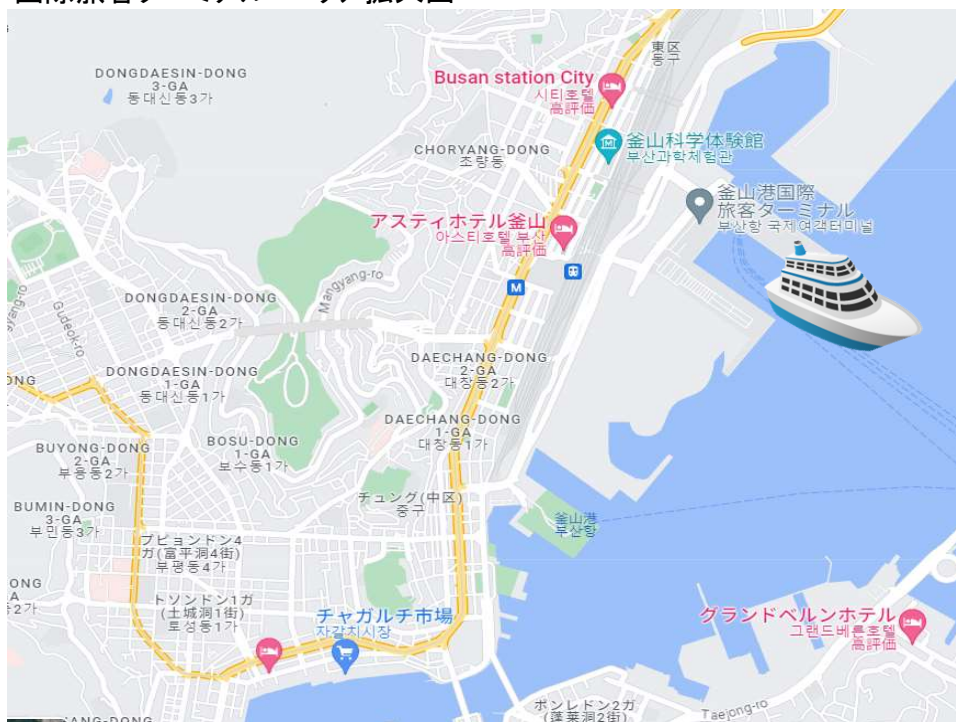 東区
동구
DONGDAESIN-DONG
3-GA
동대신동3가
Busan station City
시티호텔
高評価
釜山科学体験館
부산과학체험관
CHORYANG-DONG
조량동
釜山港国際
旅客ターミナル
부산항 국제여객터미널
アスティホテル釜山
아스티호텔 부산
高評価
M
Mangyang-ro
DONGDAESIN-DONG
2-GA
동대신동2가
Gudeok-ro
DAECHANG-DONG
2-GA
대창동2가
DONGDAESIN-DONG
1-GA
동대신동1가
DAECHANG-DONG
1-GA
대창동1가
BUYONG-DONG
2-GA
부용동2가
BOSU-DONG
1-GA
보수동1가
チュング(中区)
중구
BUMIN-DONG
3-GA
부민동3가
釜山港
부산항
プピョンドン4
ガ(富平洞4街)
부평동4가
トソンドン1ガ
(土城洞1街)
토성동1가
チャガルチ市場
자갈치시장
グランドベルンホテル
그랜드베른호텔
高評価
ポンレドン2ガ
(蓬莱洞2街)
Taejong-ro